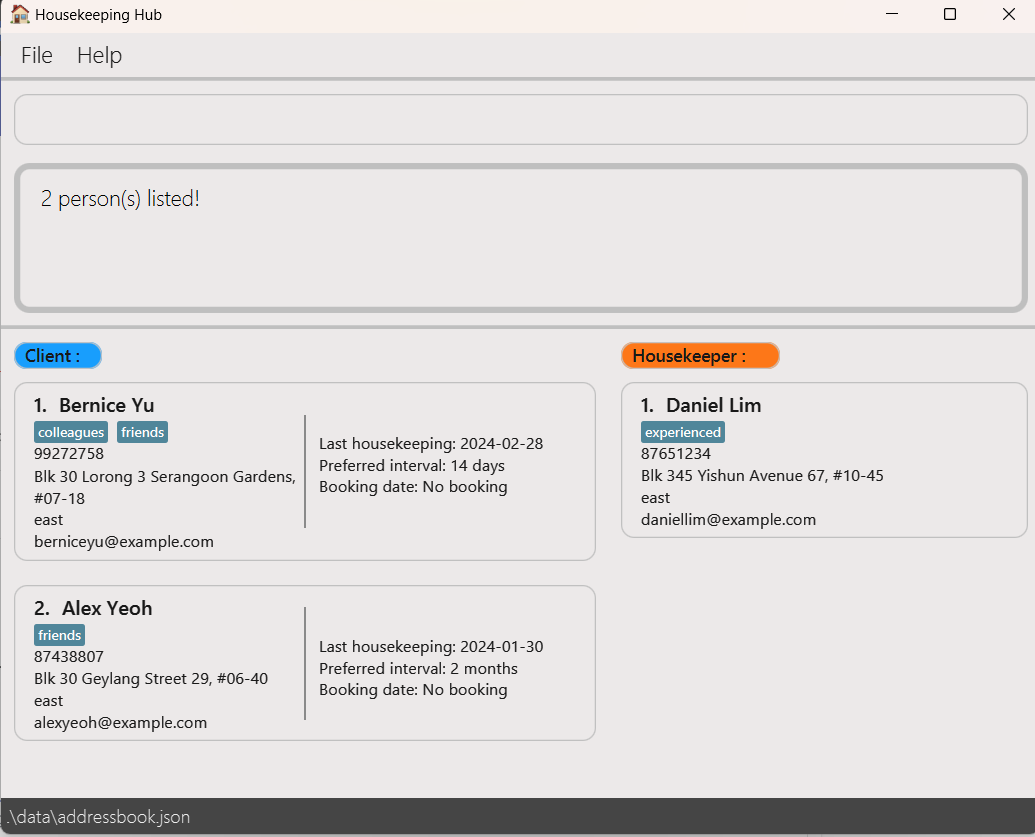 Housekeeping Hub
File Help
2 person(s) listed!
Client :
1. Bernice Yu
colleagues friends
99272758
Blk 30 Lorong 3 Serangoon Gardens,
#07-18
east
berniceyu@example.com
Last housekeeping: 2024-02-28
Preferred interval: 14 days
Booking date: No booking
2. Alex Yeoh
friends
87438807
Blk 30 Geylang Street 29, #06-40
east
alexyeoh@example.com
Last housekeeping: 2024-01-30
Preferred interval: 2 months
Booking date: No booking
Housekeeper :
1. Daniel Lim
experienced
87651234
Blk 345 Yishun Avenue 67, #10-45
east
daniellim@example.com
.\data\addressbook.json